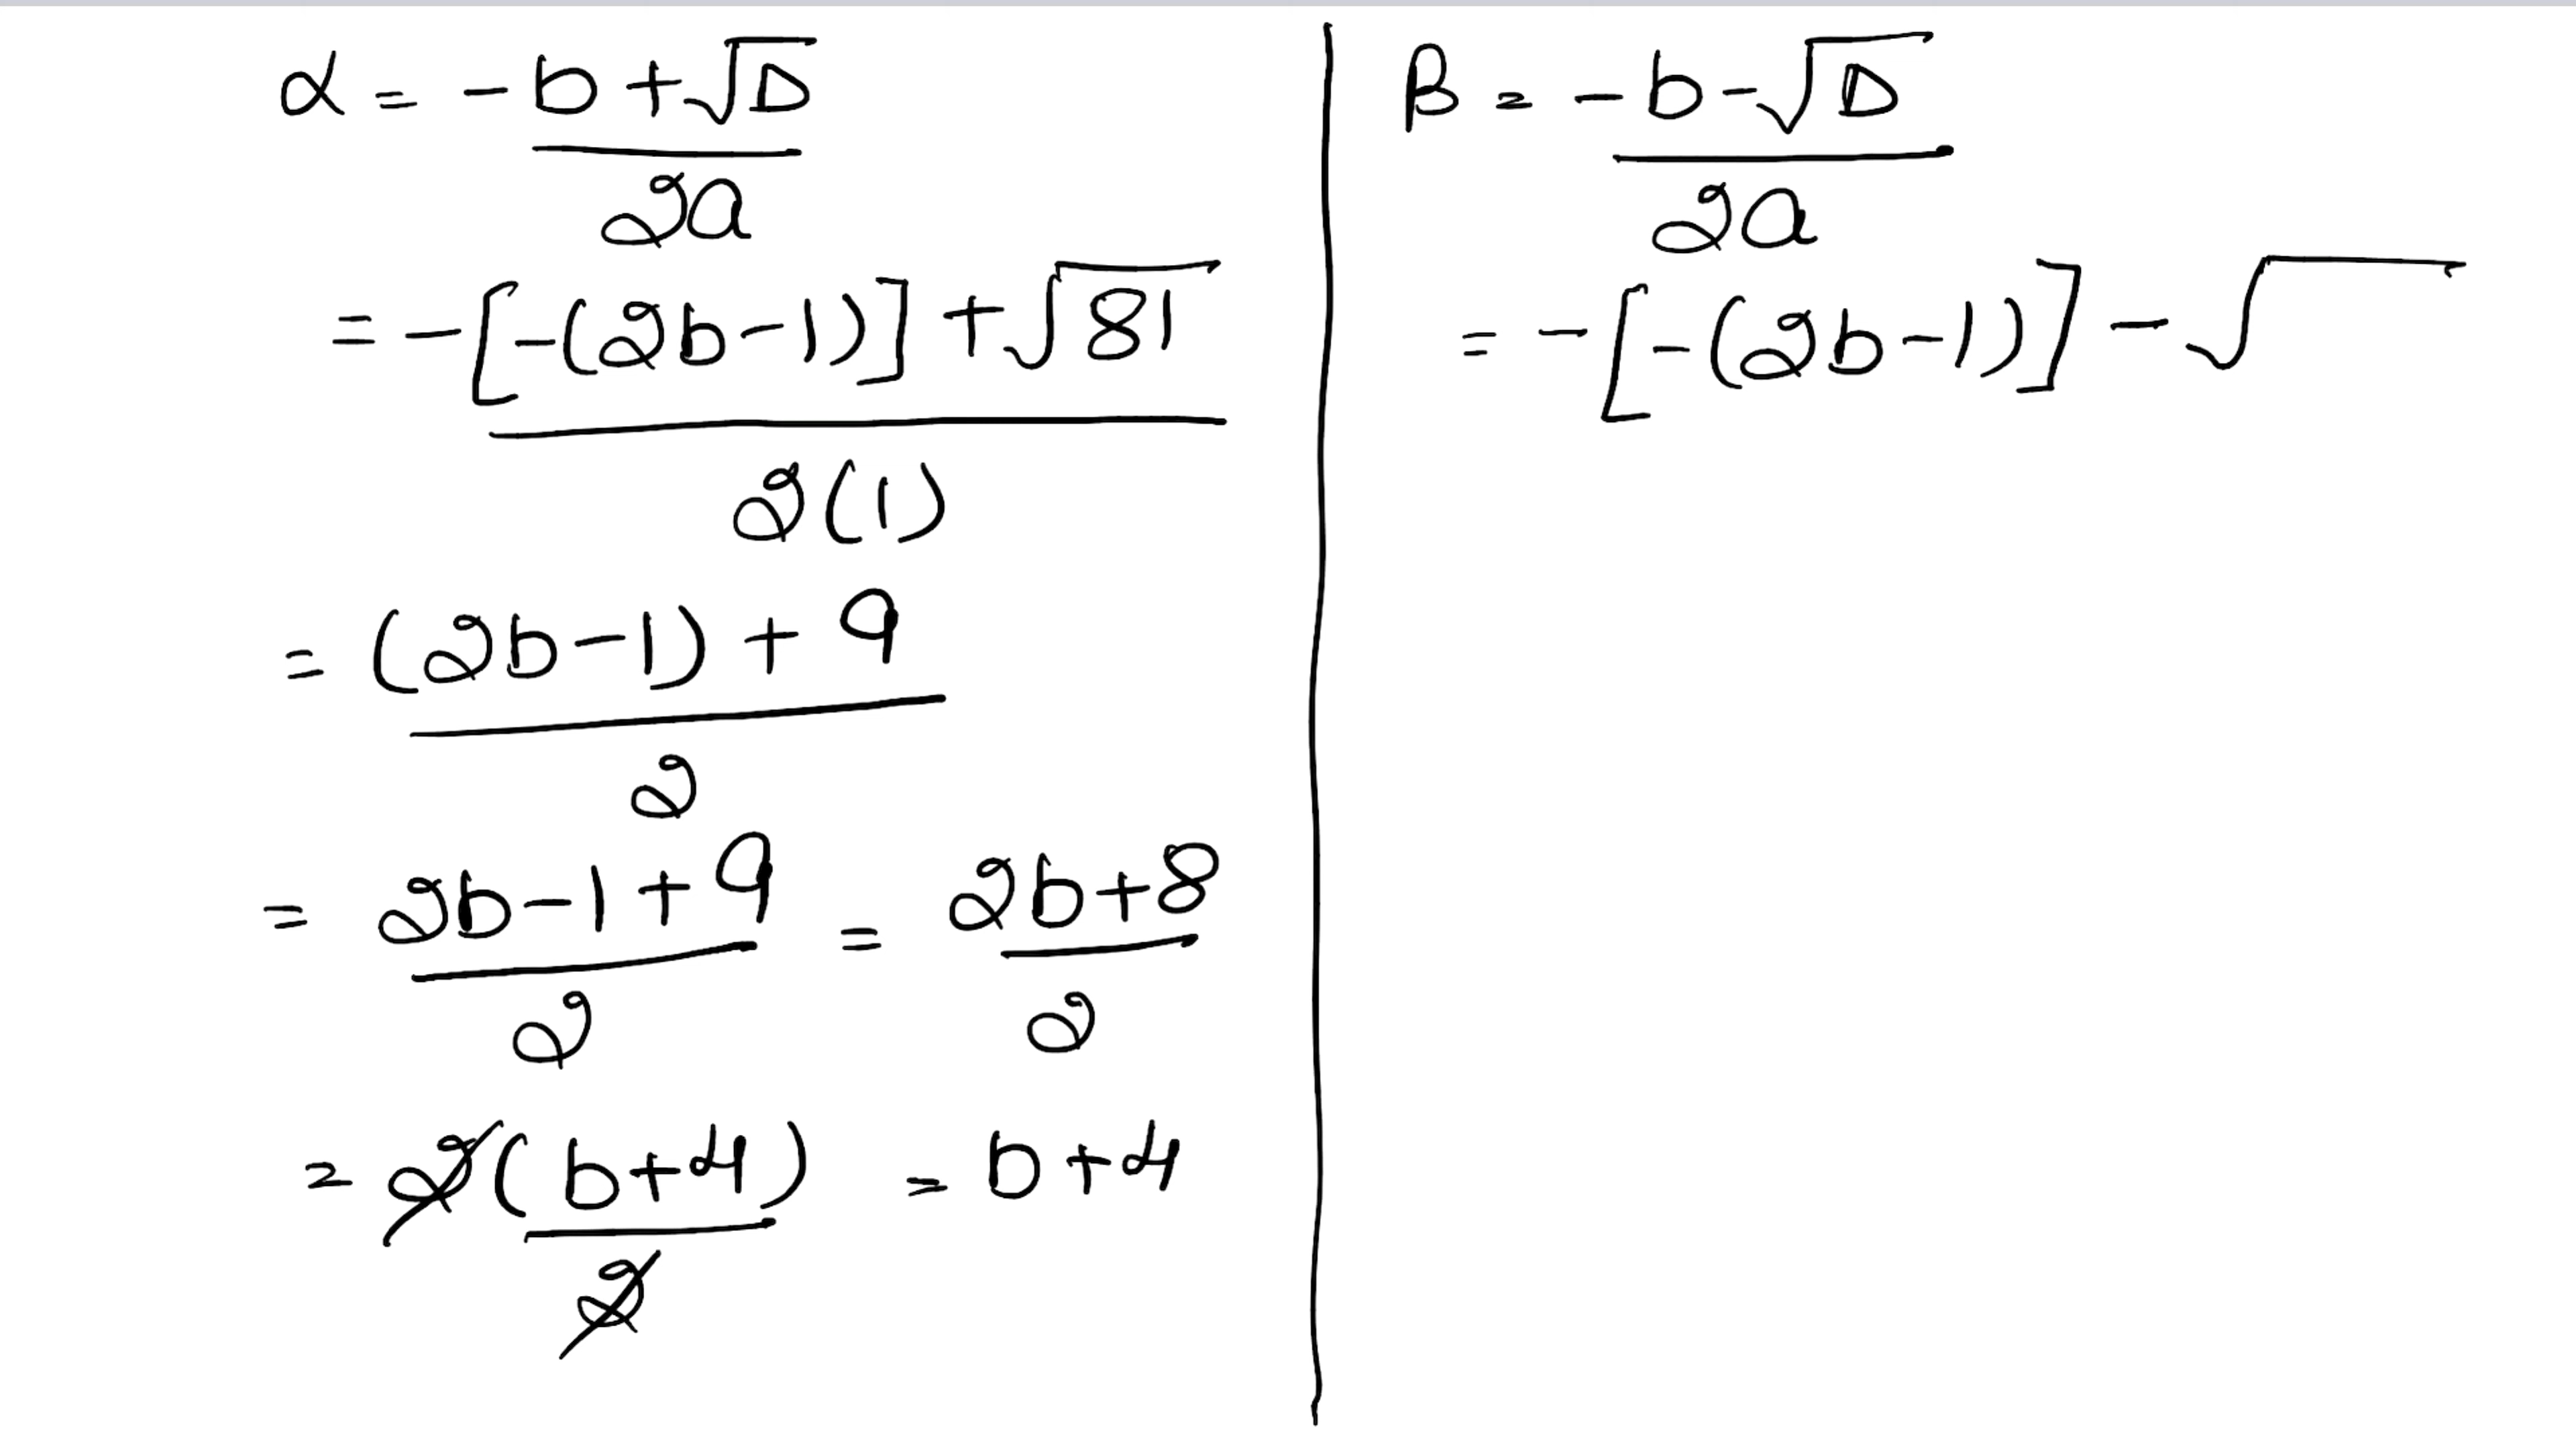 α = -b + √D / 2a
= -[-(2b-1)] + √81 / 2(1)
= (2b-1) + 9 / 2
= 2b-1+9 / 2 = 2b+8 / 2
= 2(b+4) / 2 = b+4
β = -b-√D / 2a
= -[-(2b-1)] - √